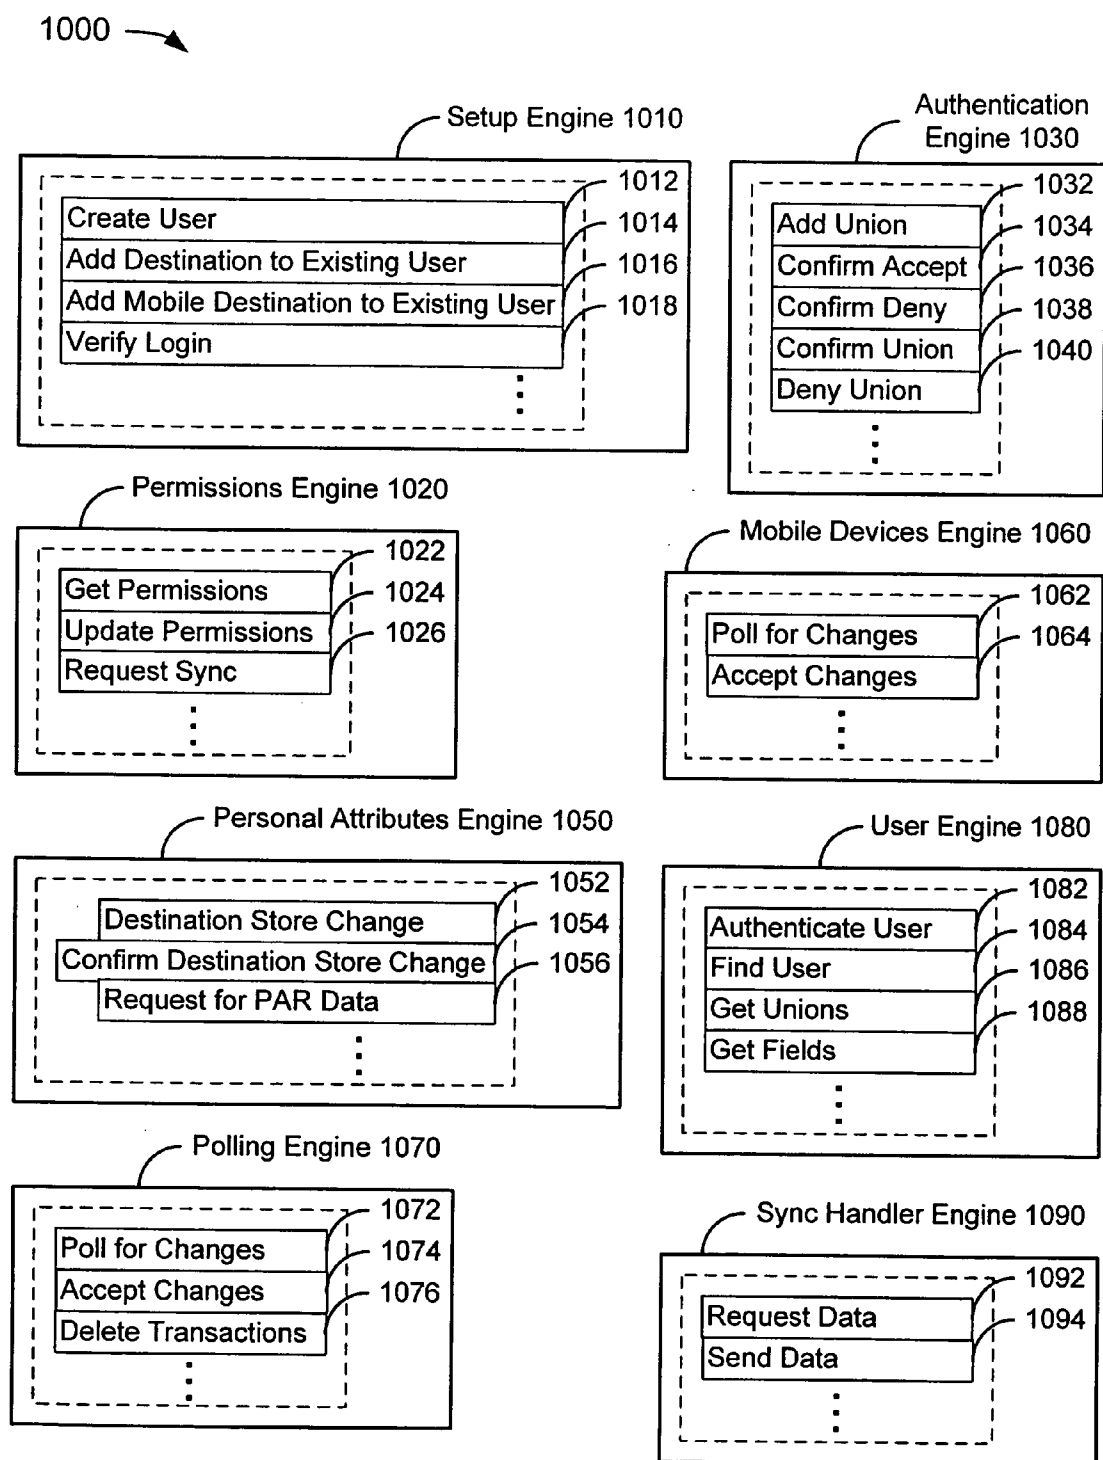 1000
Setup Engine 1010
1012
Create User
1014
Add Destination to Existing User
1016
Add Mobile Destination to Existing User
1018
Verify Login
Authentication
Engine 1030
1032
Add Union
1034
Confirm Accept
1036
Confirm Deny
1038
Confirm Union
1040
Deny Union
Permissions Engine 1020
1022
Get Permissions
1024
Update Permissions
1026
Request Sync
Mobile Devices Engine 1060
1062
Poll for Changes
1064
Accept Changes
Personal Attributes Engine 1050
1052
Destination Store Change
1054
Confirm Destination Store Change
1056
Request for PAR Data
User Engine 1080
1082
Authenticate User
1084
Find User
1086
Get Unions
1088
Get Fields
Polling Engine 1070
1072
Poll for Changes
1074
Accept Changes
1076
Delete Transactions
Sync Handler Engine 1090
1092
Request Data
1094
Send Data